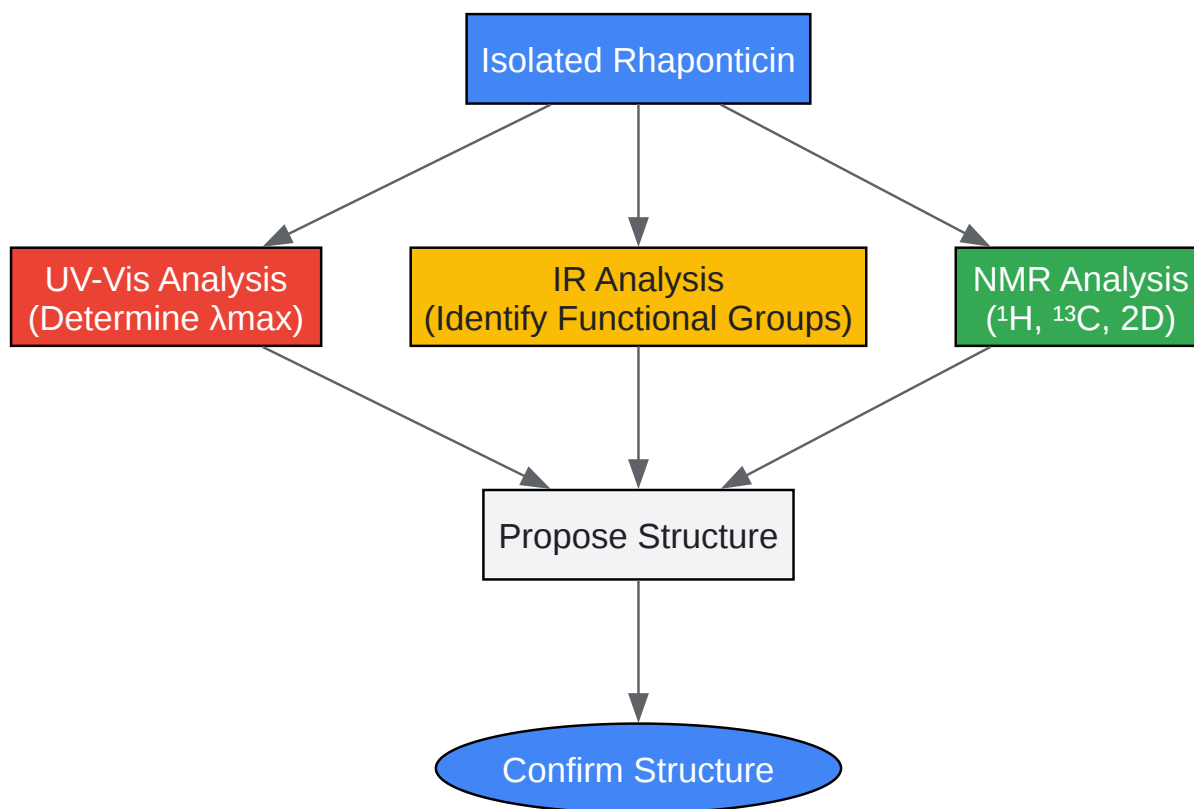 Isolated Rhaponticin
UV-Vis Analysis
(Determine λmax)
IR Analysis
(Identify Functional Groups)
NMR Analysis
(¹H, ¹³C, 2D)
Propose Structure
Confirm Structure